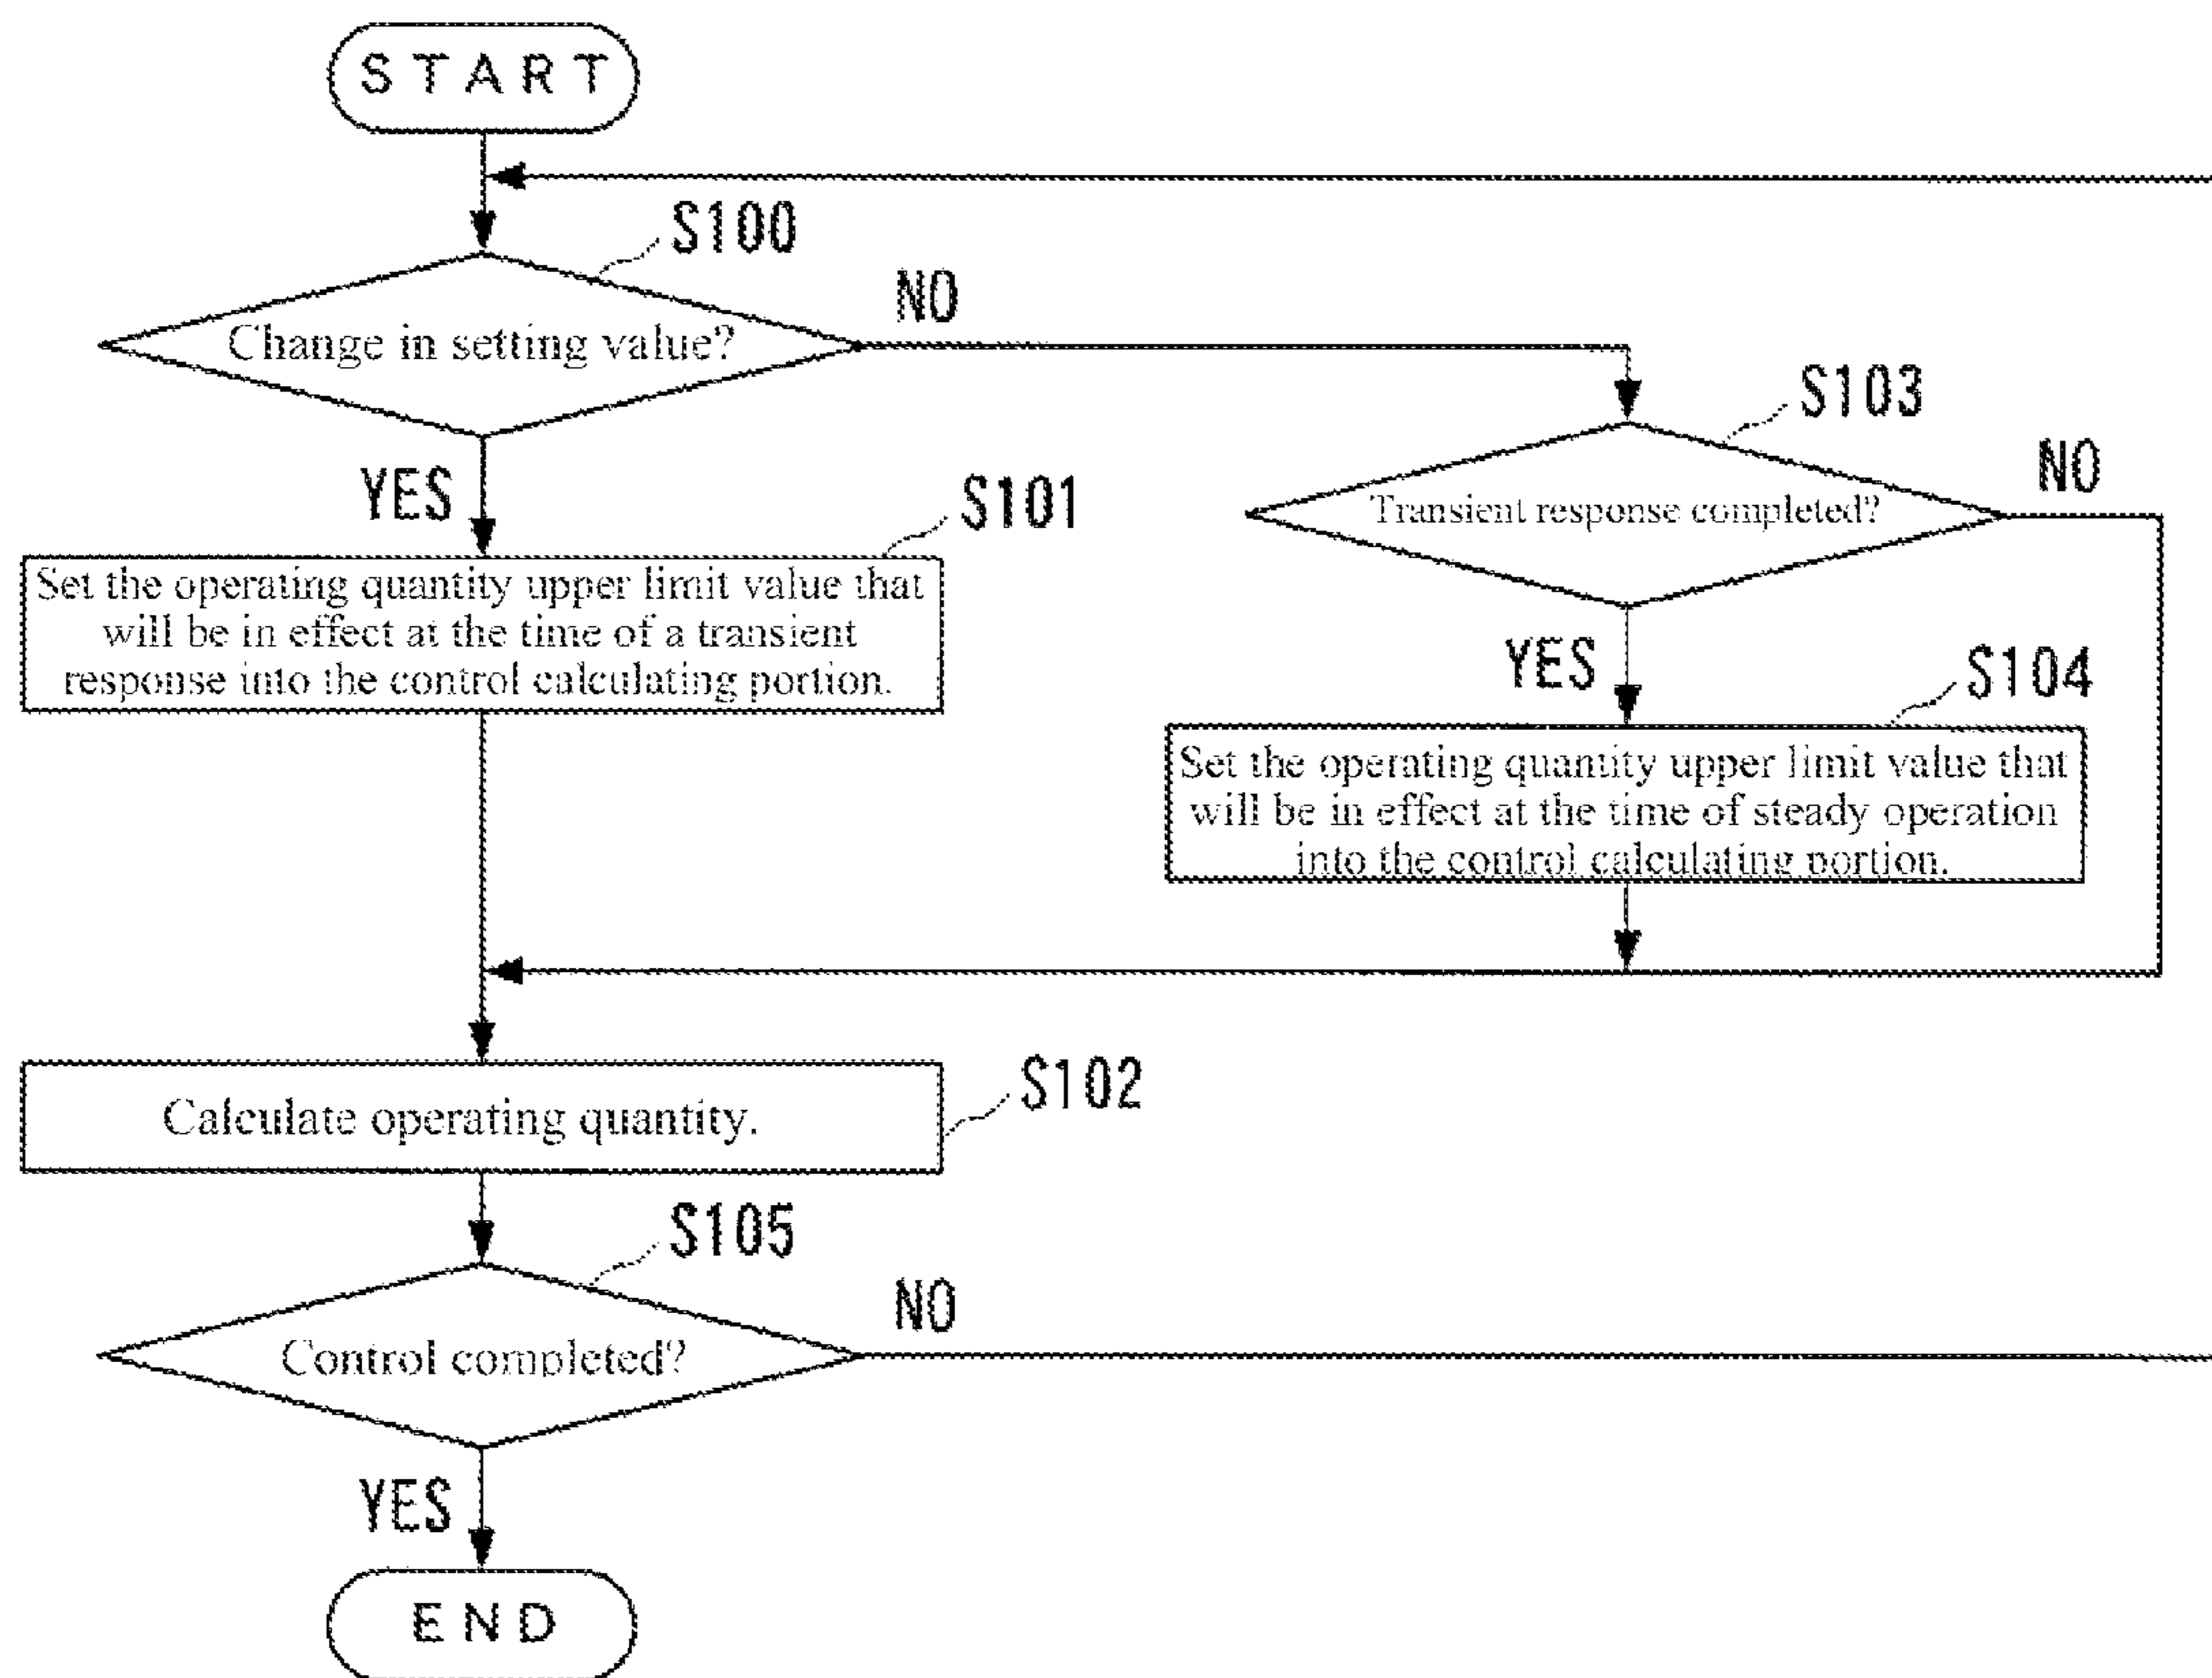 START
S100
NO
Change in setting value?
S103
NO
YES
S101
Transient response completed?
Set the operating quantity upper limit value that
will be in effect at the time of a transient
response into the control calculating portion.
YES
S104
Set the operating quantity upper limit value that
will be in effect at the time of steady operation
into the control calculating portion.
S102
Calculate operating quantity.
S105
NO
Control completed?
YES
END